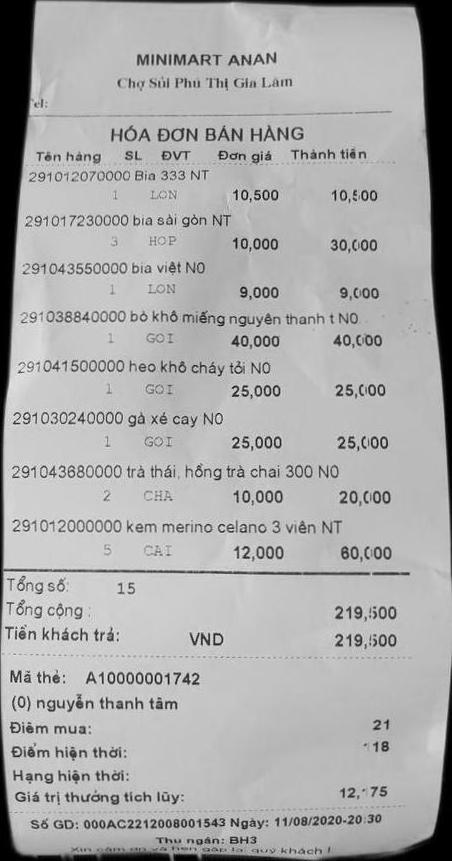 MINIMART ANAN
Chợ Sủi Phú Thị Gia Lâm
Tel:
HÓA ĐƠN BÁN HÀNG
Tên hàng SL ĐVT Đơn giá Thành tiền
291012070000 Bia 333 NT
1 LON 10,500 10,500
291017230000 bia sài gòn NT
3 HOP 10,000 30,000
291043550000 bia việt N0
1 LON 9,000 9,000
291038840000 bò khô miếng nguyên thanh t N0
1 GOI 40,000 40,000
291041500000 heo khô cháy tỏi N0
1 GOI 25,000 25,000
291030240000 gà xé cay N0
1 GOI 25,000 25,000
291043680000 trà thái, hồng trà chai 300 N0
2 CHA 10,000 20,000
291012000000 kem merino celano 3 viên NT
5 CAI 12,000 60,000
Tổng số: 15
Tổng cộng : 219,500
Tiền khách trả: VND 219,500
Mã thẻ: A10000001742
(0) nguyễn thanh tâm
Điểm mua: 21
Điểm hiện thời: 118
Hạng hiện thời:
Giá trị thưởng tích lũy: 12,175
Số GD: 000AC2212008001543 Ngày: 11/08/2020-20:30
Thu ngân: BH3
Xin cảm ơn và hẹn gặp lại quý khách !